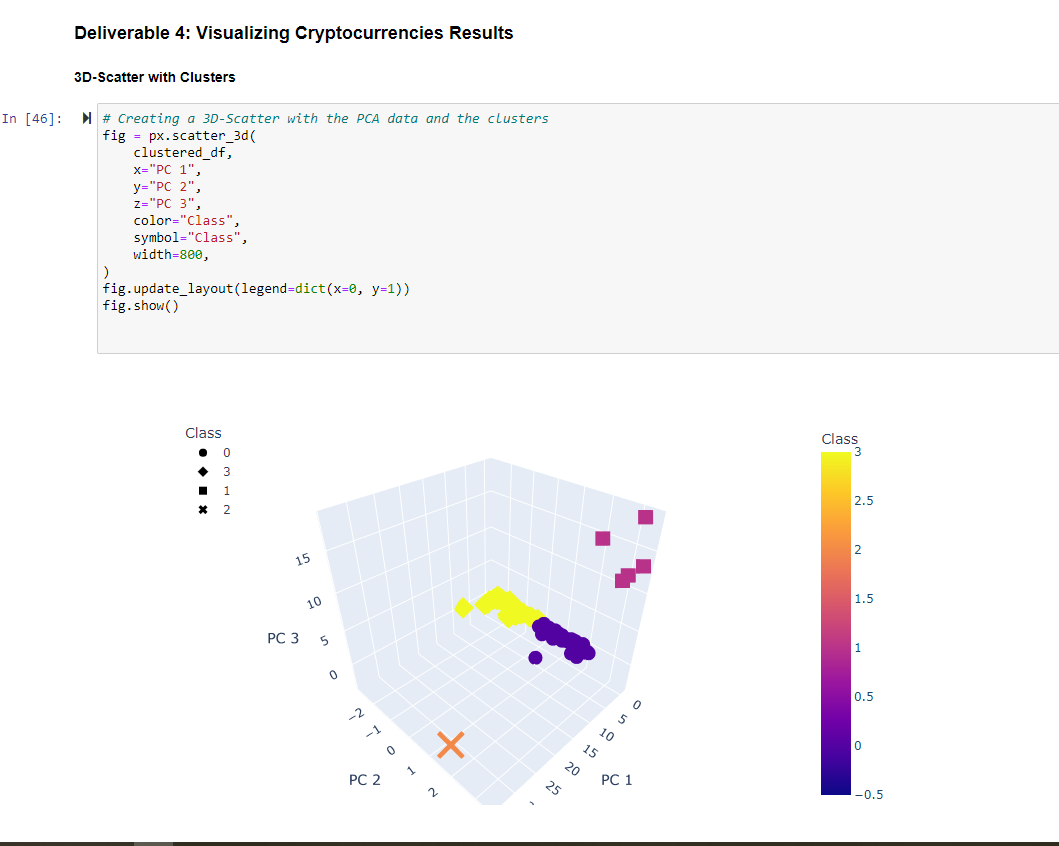 Deliverable 4: Visualizing Cryptocurrencies Results
3D-Scatter with Clusters
In [46]:
# Creating a 3D-Scatter with the PCA data and the clusters
fig = px.scatter_3d(
    clustered_df,
    x="PC 1",
    y="PC 2",
    z="PC 3",
    color="Class",
    symbol="Class",
    width=800,
)
fig.update_layout(legend=dict(x=0, y=1))
fig.show()
Class
0
3
1
2
15
10
5
0
PC 3
−2
−1
0
1
2
PC 2
0
5
10
15
20
25
PC 1
Class
3
2.5
2
1.5
1
0.5
0
−0.5